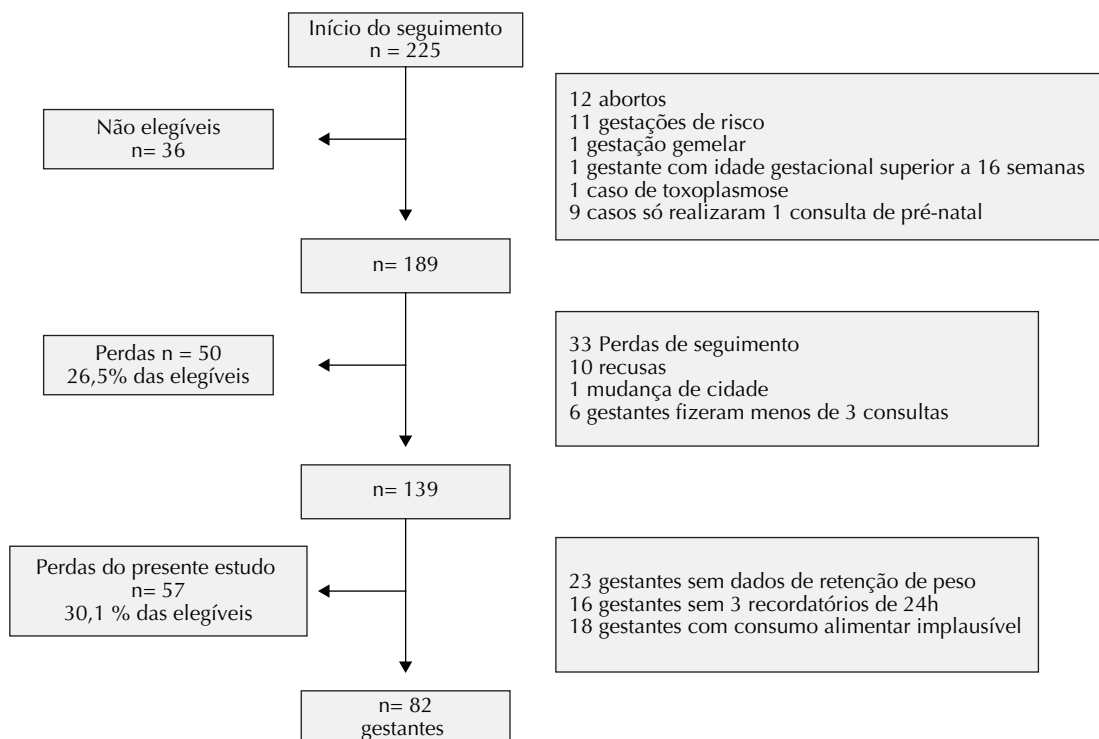 Início do seguimento
n = 225
Não elegíveis
n= 36
12 abortos
11 gestações de risco
1 gestação gemelar
1 gestante com idade gestacional superior a 16 semanas
1 caso de toxoplasmose
9 casos só realizaram 1 consulta de pré-natal
n= 189
Perdas n = 50
26,5% das elegíveis
33 Perdas de seguimento
10 recusas
1 mudança de cidade
6 gestantes fizeram menos de 3 consultas
n= 139
Perdas do presente estudo
n= 57
30,1 % das elegíveis
23 gestantes sem dados de retenção de peso
16 gestantes sem 3 recordatórios de 24h
18 gestantes com consumo alimentar implausível
n= 82
gestantes